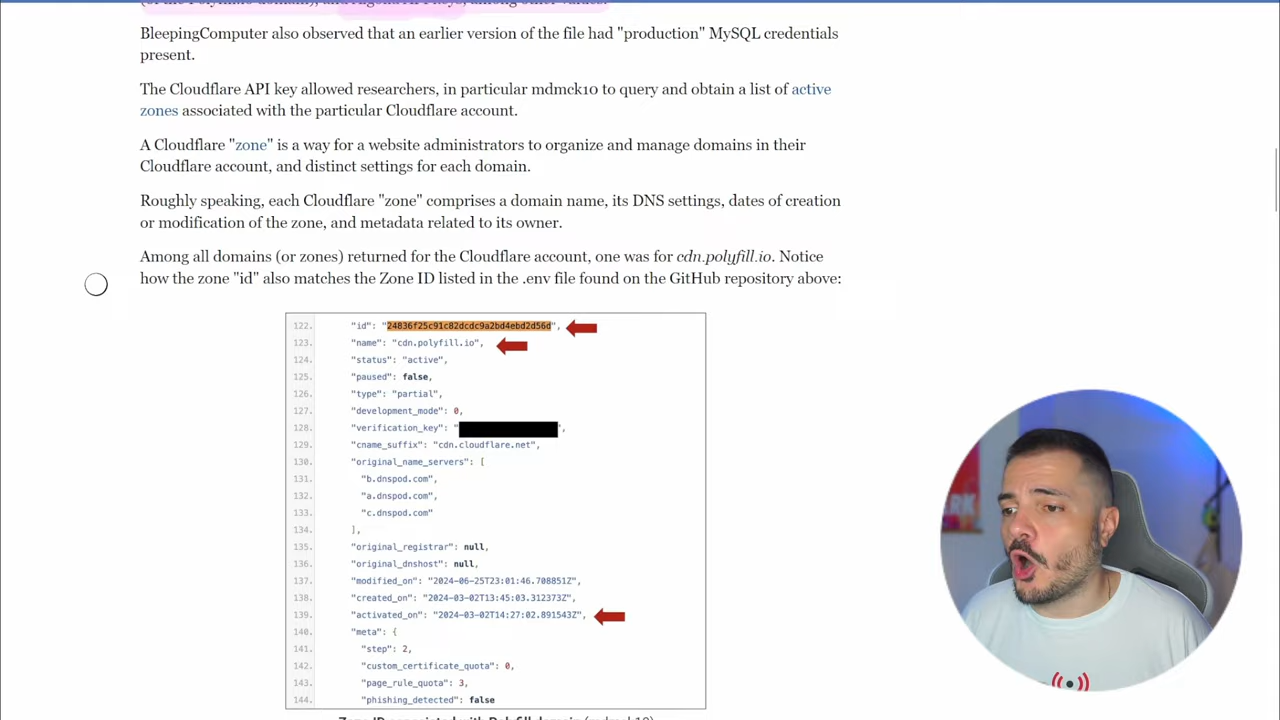 BleepingComputer also observed that an earlier version of the file had "production" MySQL credentials
present.
The Cloudflare API key allowed researchers, in particular mdmck10 to query and obtain a list of active
zones associated with the particular Cloudflare account.
A Cloudflare "zone" is a way for a website administrators to organize and manage domains in their
Cloudflare account, and distinct settings for each domain.
Roughly speaking, each Cloudflare "zone" comprises a domain name, its DNS settings, dates of creation
or modification of the zone, and metadata related to its owner.
Among all domains (or zones) returned for the Cloudflare account, one was for cdn.polyfill.io. Notice
how the zone "id" also matches the Zone ID listed in the .env file found on the GitHub repository above:
122. "id": "24836f25c91c82dcdc9a2bd4ebd2d56d",
123. "name": "cdn.polyfill.io",
124. "status": "active",
125. "paused": false,
126. "type": "partial",
127. "development_mode": 0,
128. "verification_key": "",
129. "cname_suffix": "cdn.cloudflare.net",
130. "original_name_servers": [
131. "b.dnspod.com",
132. "a.dnspod.com",
133. "c.dnspod.com"
134. ],
135. "original_registrar": null,
136. "original_dnshost": null,
137. "modified_on": "2024-06-25T23:01:46.708851Z",
138. "created_on": "2024-03-02T13:45:03.312373Z",
139. "activated_on": "2024-03-02T14:27:02.891543Z",
140. "meta": {
141. "step": 2,
142. "custom_certificate_quota": 0,
143. "page_rule_quota": 3,
144. "phishing_detected": false